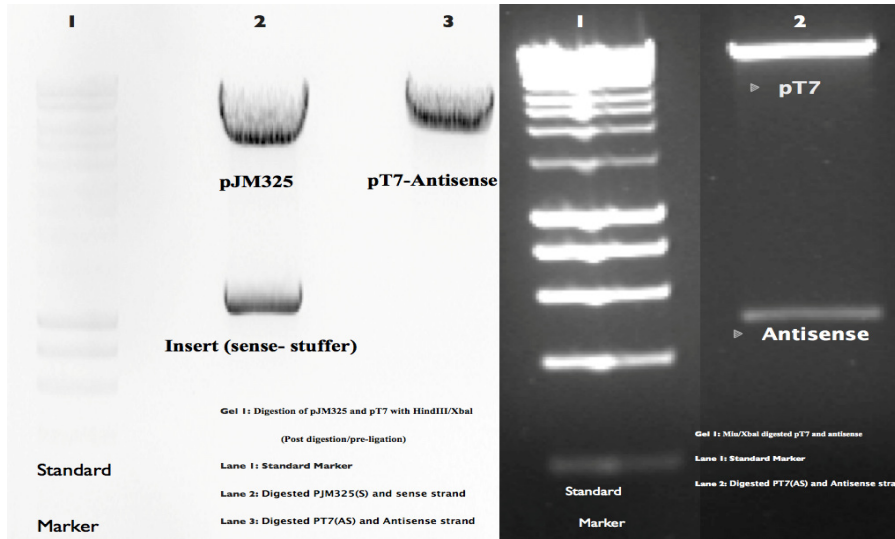 1 2 3
pJM325
pT7-Antisense
Insert (sense- stuffer)
Gel 1: Digestion of pJM325 and pT7 with HindIII/Xbal
(Post digestion/pre-ligation)
Standard
Marker
Lane 1: Standard Marker
Lane 2: Digested PJM325(S) and sense strand
Lane 3: Digested PT7(AS) and Antisense strand
1 2
pT7
Antisense
Gel 1: Miu/Xbal digested pT7 and antisense
Lane 1: Standard Marker
Lane 2: Digested PT7(AS) and Antisense stra
Standard
Marker